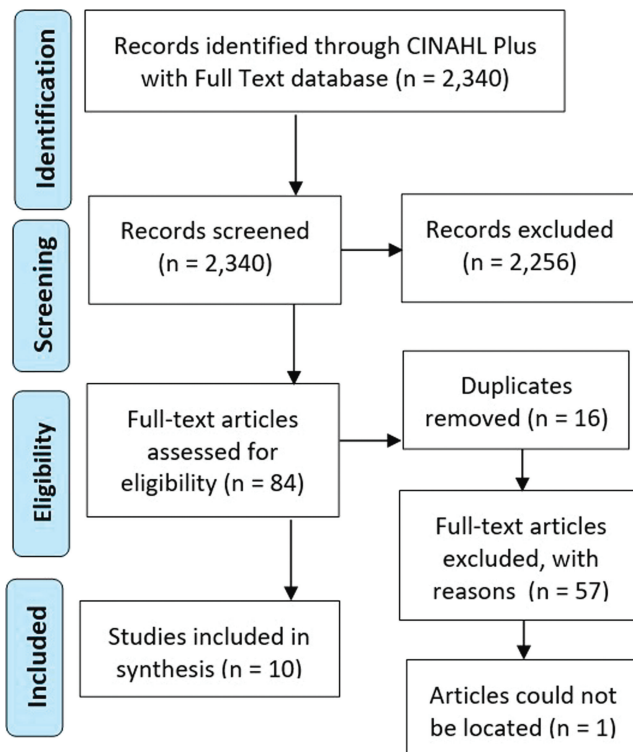 Identification
Records identified through CINAHL Plus
with Full Text database (n = 2,340)
Screening
Records screened
(n = 2,340)
Records excluded
(n = 2,256)
Eligibility
Full-text articles
assessed for
eligibility (n = 84)
Duplicates
removed (n = 16)
Full-text articles
excluded, with
reasons (n = 57)
Included
Studies included in
synthesis (n = 10)
Articles could not
be located (n = 1)